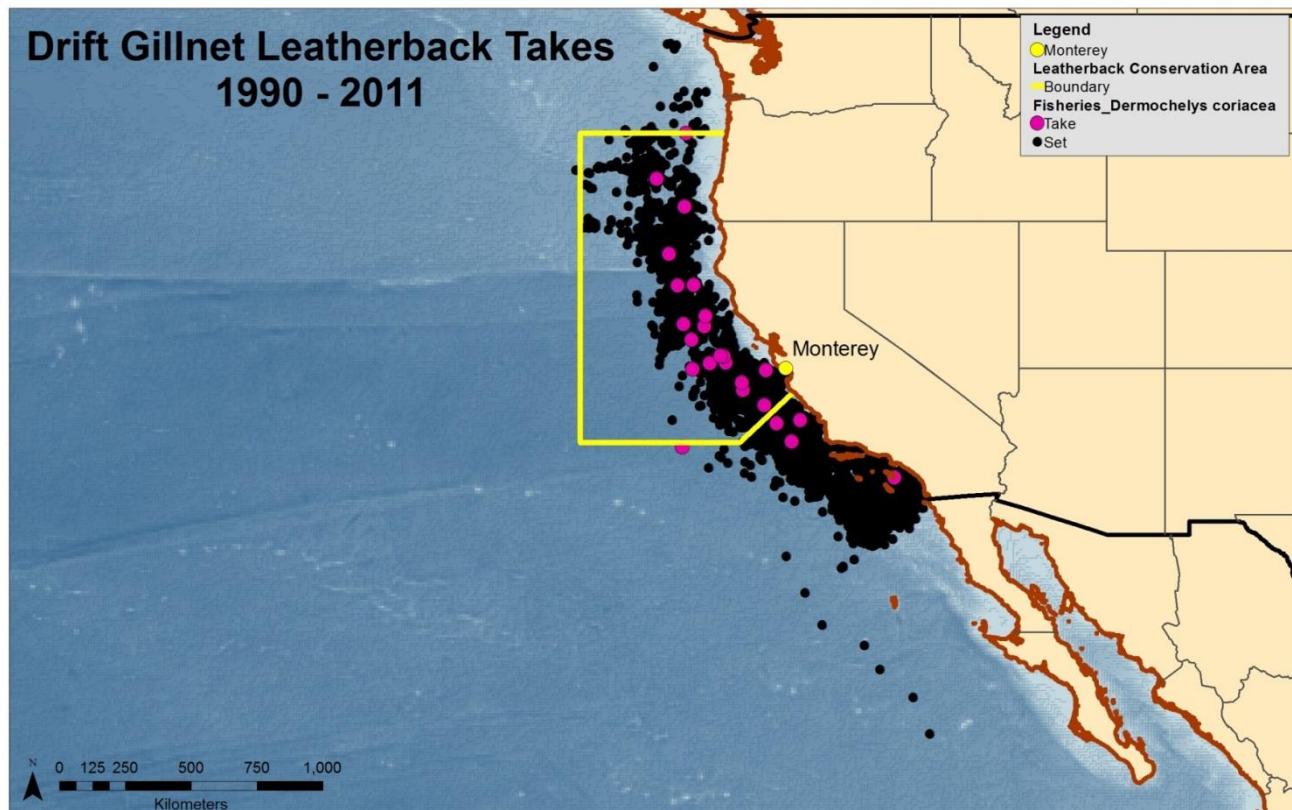 Drift Gillnet Leatherback Takes
1990 - 2011
Legend
Monterey
Leatherback Conservation Area
Boundary
Fisheries_Dermochelys coriacea
Take
Set
Monterey
N
0 125 250 500 750 1,000
Kilometers